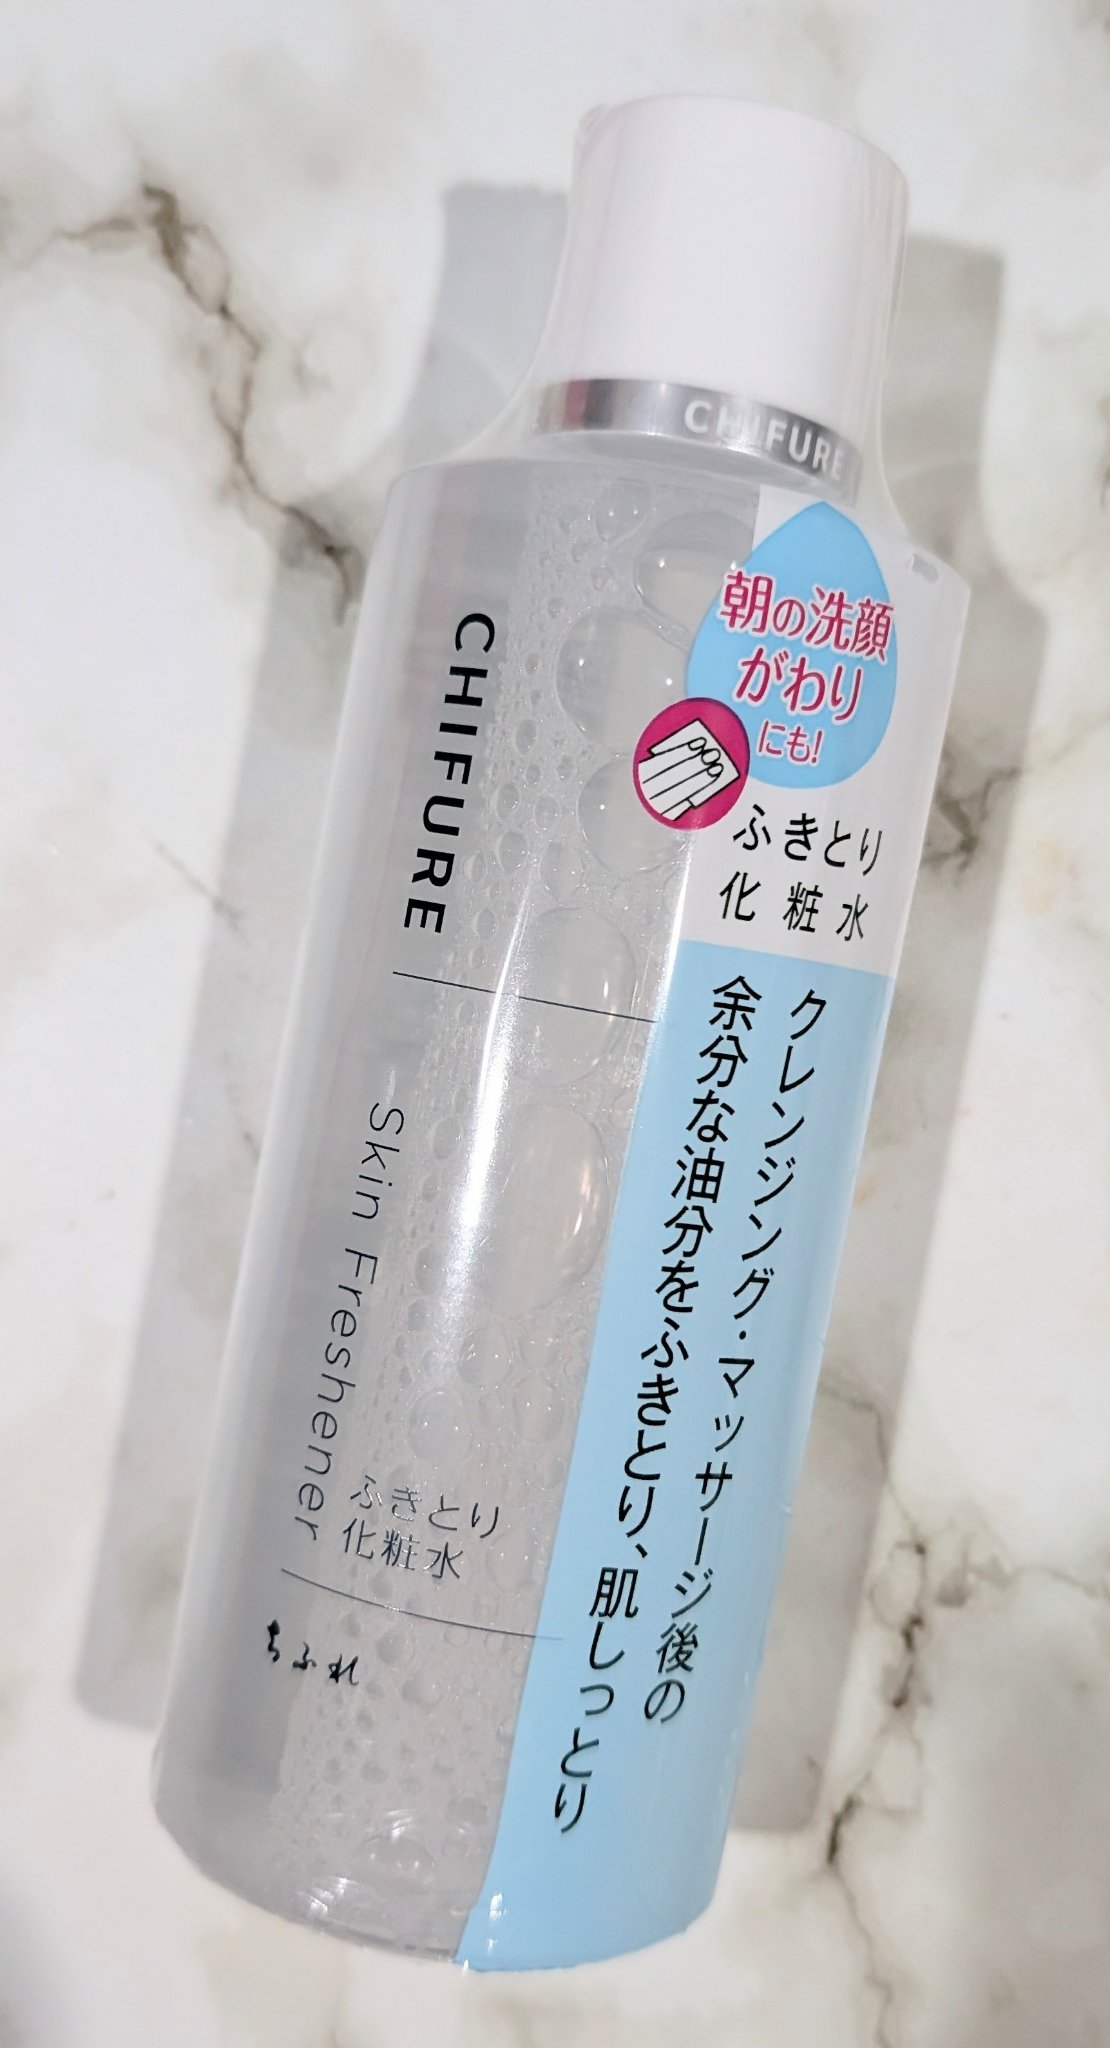 CHIFURE
朝の洗顔
がわり
にも!
ふきとり
化粧水
クレンジング・マッサージ後の
余分な油分をふきとり、肌しっとり
CHIFURE
Skin Freshener
ふきとり
化粧水
ちふれ